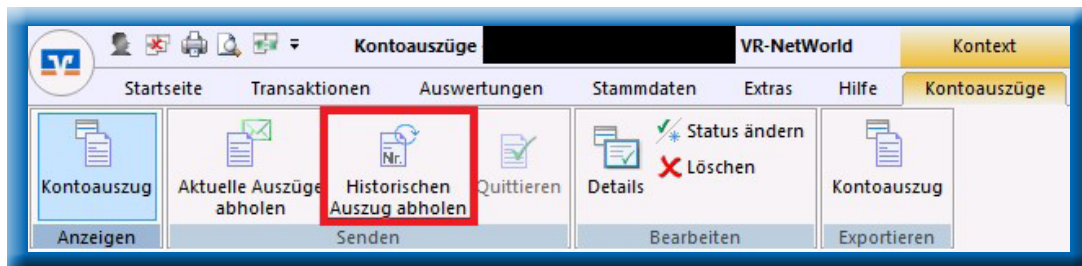 Kontoauszüge VR-NetWorld Kontext
Startseite Transaktionen Auswertungen Stammdaten Extras Hilfe Kontoauszüge
Nr.
Kontoauszug
Aktuelle Auszüge
abholen
Historischen
Auszug abholen
Quittieren
Details
Status ändern
Löschen
Kontoauszug
Anzeigen Senden Bearbeiten Exportieren